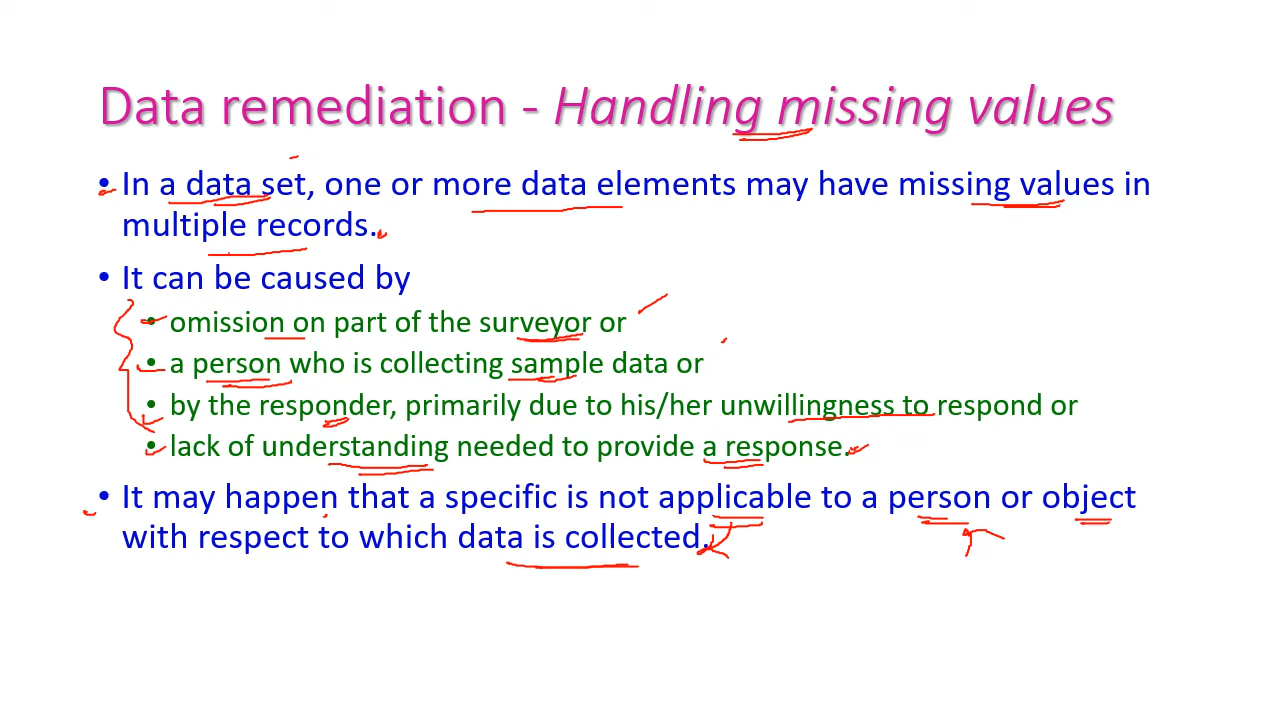 Data remediation - Handling missing values
• In a data set, one or more data elements may have missing values in
multiple records.
• It can be caused by
• omission on part of the surveyor or
• a person who is collecting sample data or
• by the responder, primarily due to his/her unwillingness to respond or
• lack of understanding needed to provide a response.
• It may happen that a specific is not applicable to a person or object
with respect to which data is collected.